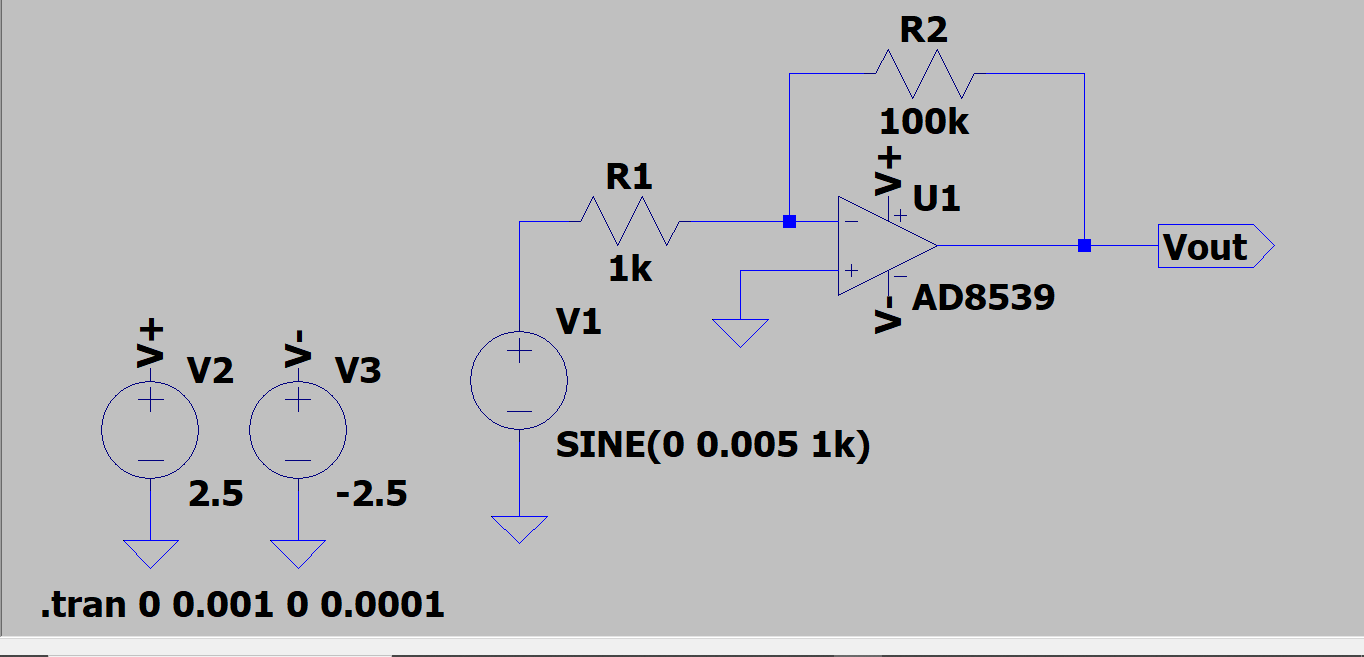 R2
100k
V+
U1
R1
1k
Vout
AD8539
V-
V1
V+
V2
V-
V3
SINE(0 0.005 1k)
2.5
-2.5
.tran 0 0.001 0 0.0001